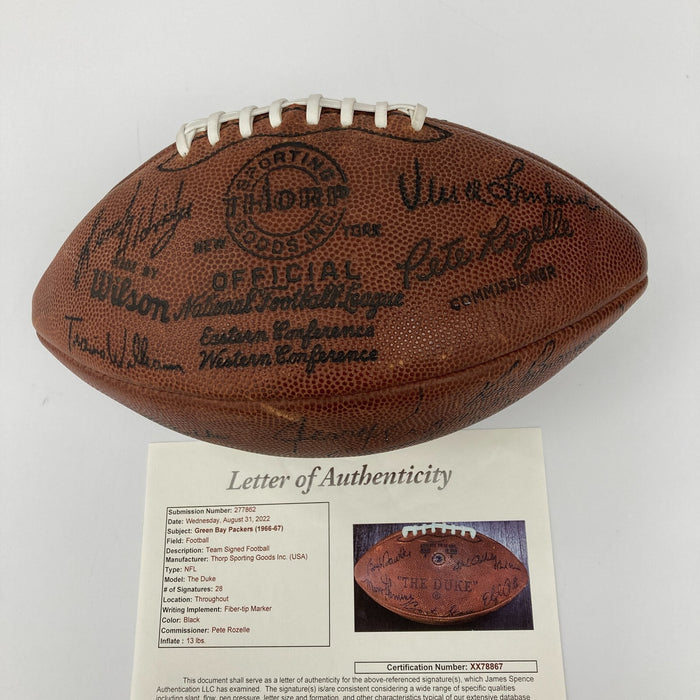 SPORTING
THORP
GOODS, INC.
NEW YORK
MADE BY
Wilson
OFFICIAL
National Football League
Eastern Conference
Western Conference
Pete Rozelle
COMMISSIONER
Travis Williams
Letter of Authenticity
Submission Number: 277862
Date: Wednesday, August 31, 2022
Subject: Green Bay Packers (1966-67)
Field: Football
Description: Team Signed Football
Manufacturer: Thorp Sporting Goods Inc. (USA)
Type: NFL
Model: The Duke
# of Signatures: 28
Location: Throughout
Writing Implement: Fiber-tip Marker
Color: Black
Commissioner: Pete Rozelle
Inflate : 13 lbs.
"THE DUKE"
Certification Number: XX78867
This document shall serve as a letter of authenticity for the above-referenced signature(s), which James Spence
Authentication LLC has examined. The signature(s) is/are consistent considering a wide range of specific qualities
including slant, flow, pen pressure, letter size and formation, and other characteristics typical of our extensive database